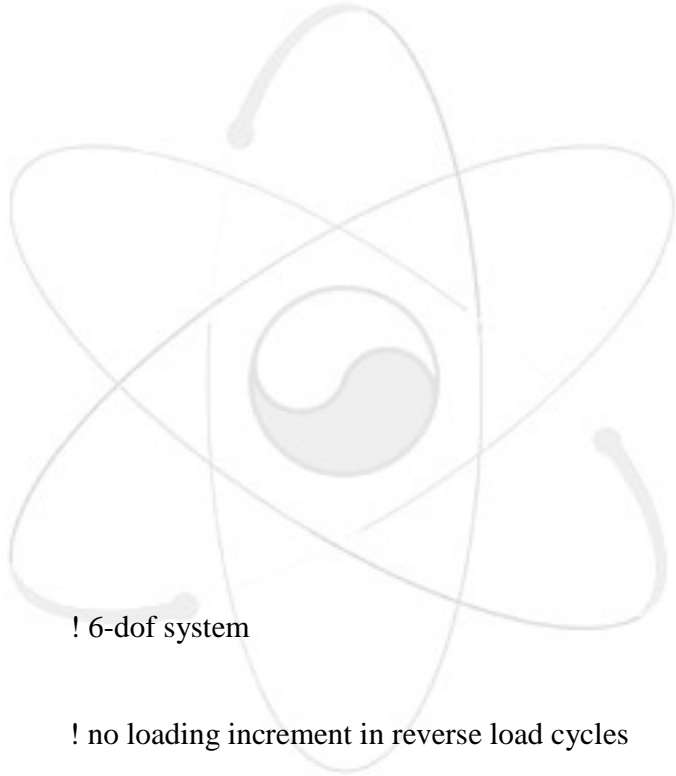 ! 6-dof system
! no loading increment in reverse load cycles